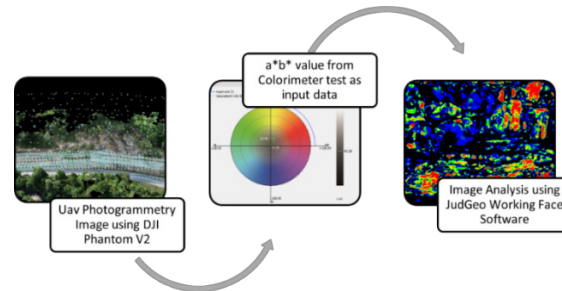 Uav Photogrammetry
Image using DJI
Phantom V2
a*b* value from
Colorimeter test as
input data
Image Analysis using
JudGeo Working Face
Software